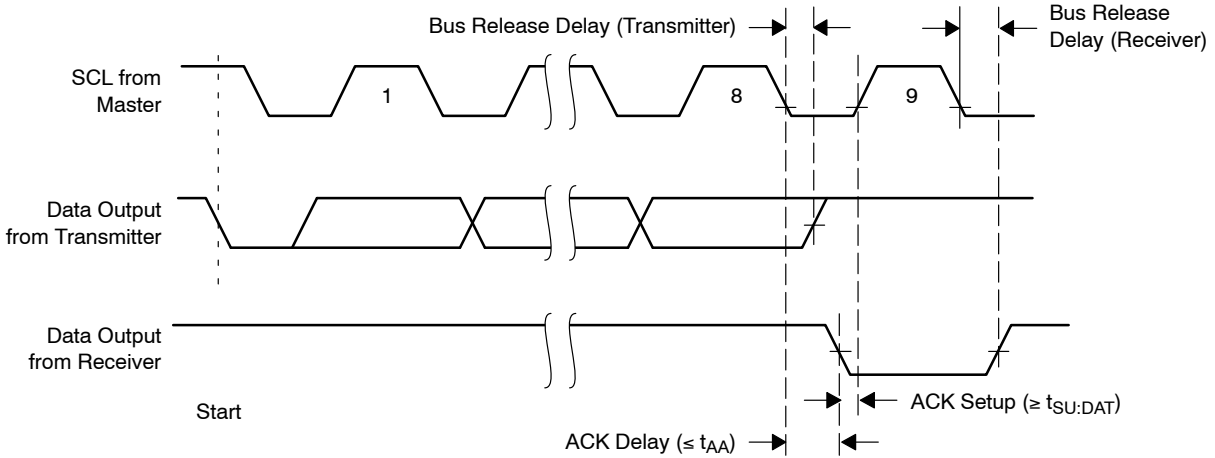 Bus Release Delay (Transmitter)
Bus Release
Delay (Receiver)
SCL from
Master
1
8
9
Data Output
from Transmitter
Data Output
from Receiver
Start
ACK Setup (≥ tSU:DAT)
ACK Delay (≤ tAA)